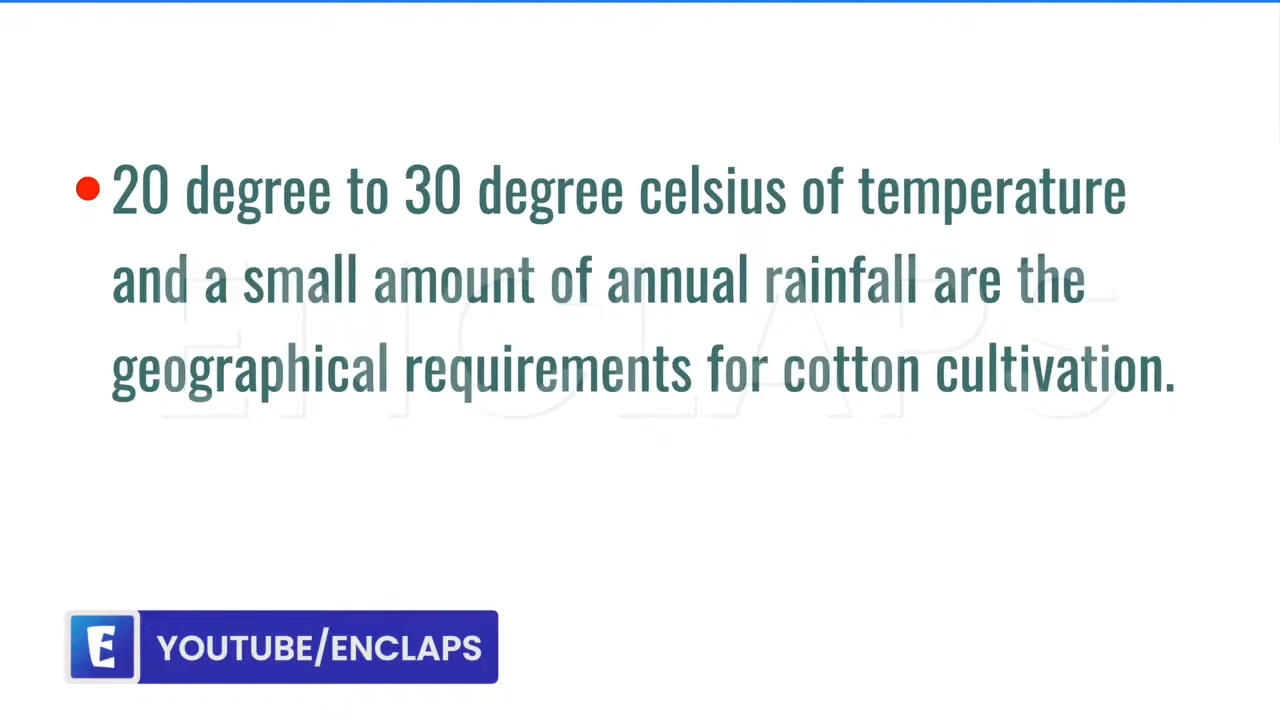 20 degree to 30 degree celsius of temperature
and a small amount of annual rainfall are the
geographical requirements for cotton cultivation.
ENCLAPS
E YOUTUBE/ENCLAPS